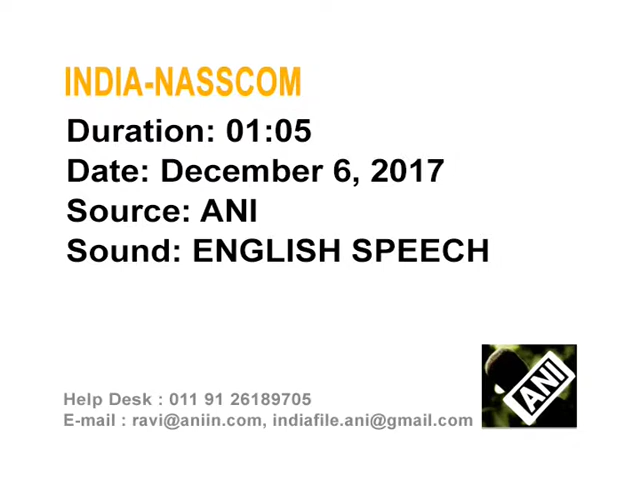 INDIA-NASSCOM
Duration: 01:05
Date: December 6, 2017
Source: ANI
Sound: ENGLISH SPEECH
ANI
Help Desk : 011 91 26189705
E-mail : ravi@aniin.com, indiafile.ani@gmail.com